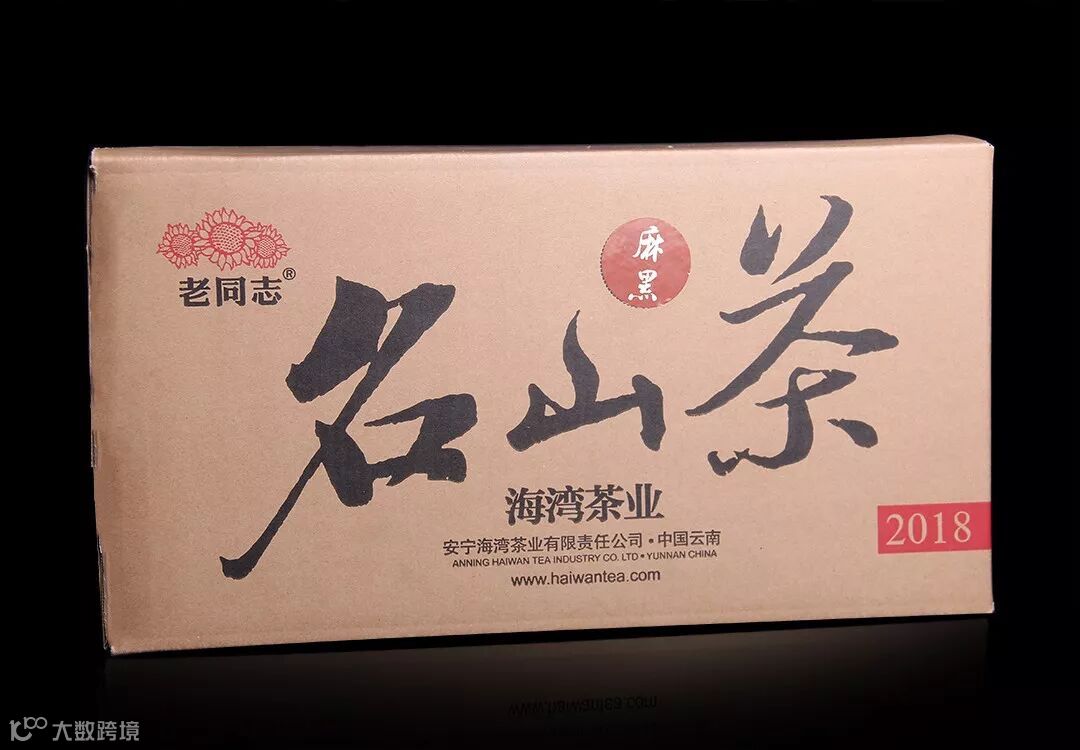 老同志®
麻黑
名山茶
海湾茶业
安宁海湾茶业有限责任公司·中国云南
ANNING HAIWAN TEA INDUSTRY CO. LTD·YUNNAN CHINA
www.haiwantea.com
2018
大数跨境